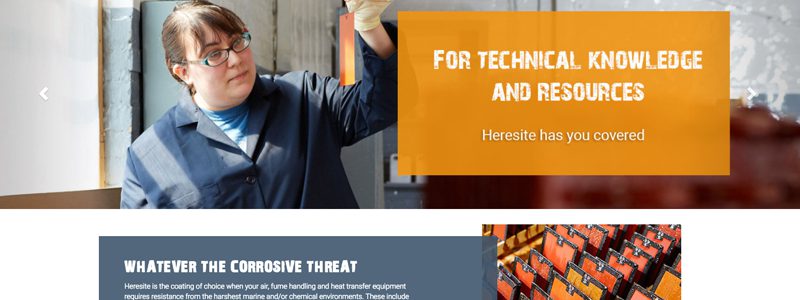 FOR TECHNICAL KNOWLEDGE
AND RESOURCES
Heresite has you covered
WHATEVER THE CORROSIVE THREAT
Heresite is the coating of choice when your air, fume handling and heat transfer equipment
requires resistance from the harshest marine and/or chemical environments. These include